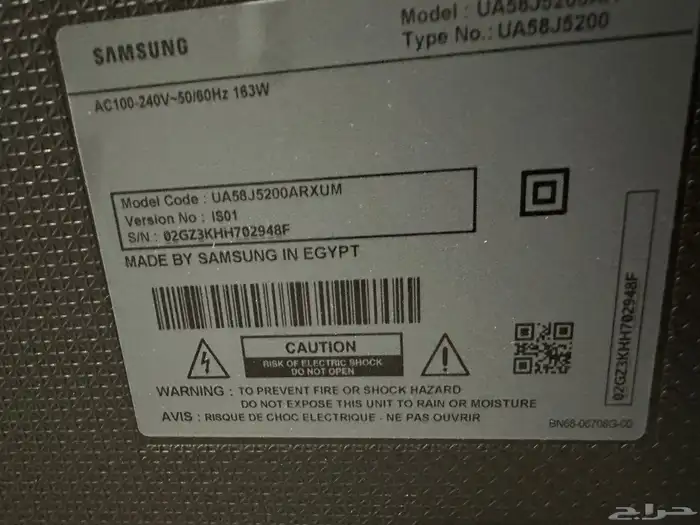 SAMSUNG
Model : UA58J5200AR
Type No.: UA58J5200
AC100-240V~50/60Hz 163W
Model Code : UA58J5200ARXUM
Version No : IS01
S/N : 02GZ3KHH702948F
MADE BY SAMSUNG IN EGYPT
CAUTION
RISK OF ELECTRIC SHOCK
DO NOT OPEN
WARNING : TO PREVENT FIRE OR SHOCK HAZARD
DO NOT EXPOSE THIS UNIT TO RAIN OR MOISTURE
AVIS : RISQUE DE CHOC ELECTRIQUE - NE PAS OUVRIR
02GZ3KHH702948F
BN68-06708G-00
حراج